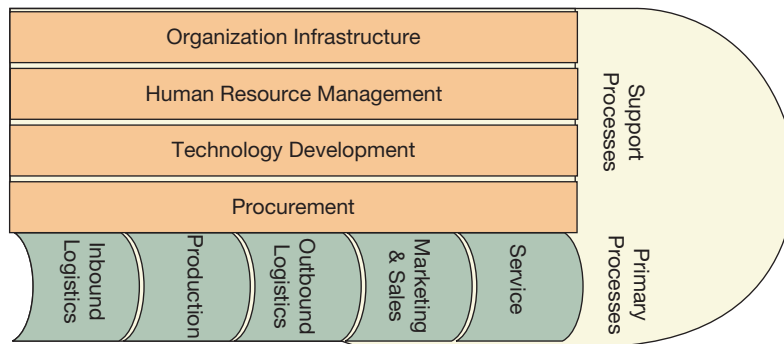 Organization Infrastructure
Human Resource Management
Technology Development
Procurement
Support
Processes
Inbound
Logistics
Production
Outbound
Logistics
Marketing
& Sales
Service
Primary
Processes